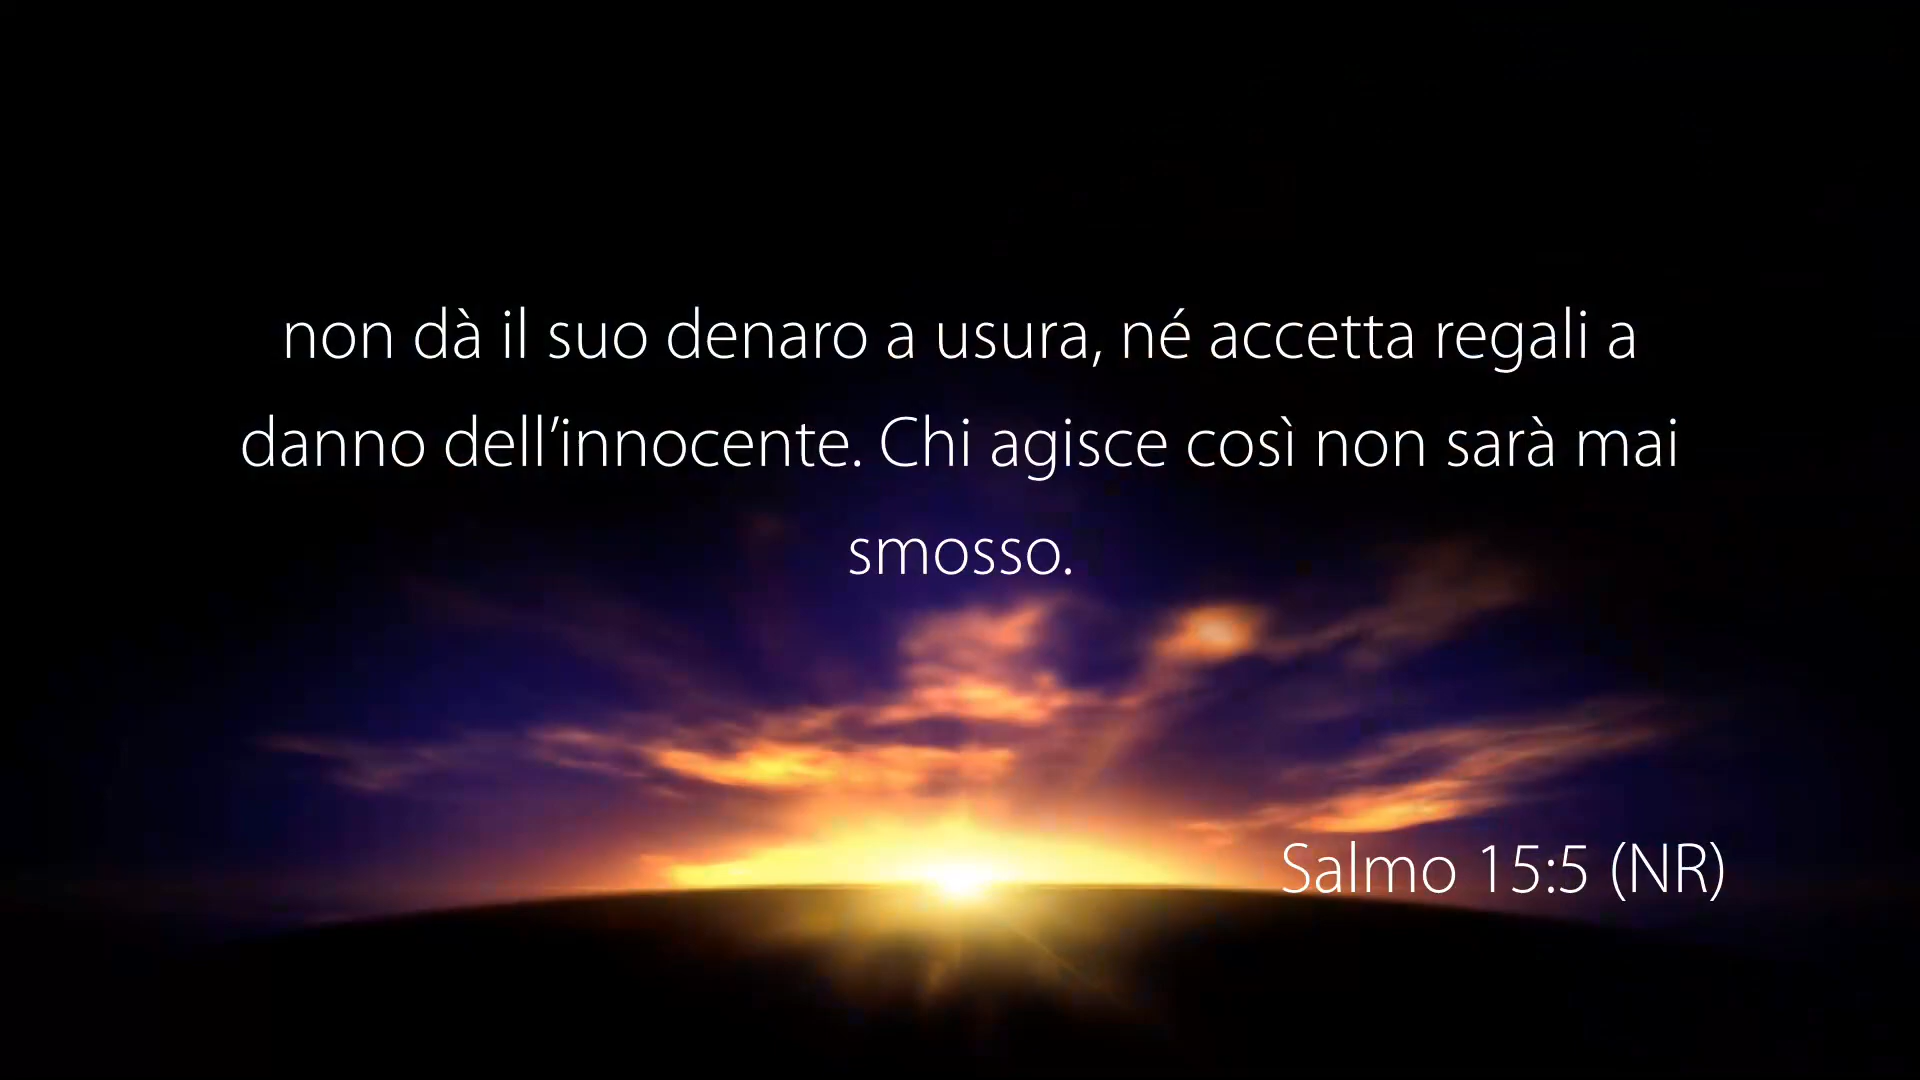 non dà il suo denaro a usura, né accetta regali a
danno dell’innocente. Chi agisce così non sarà mai
smosso.
Salmo 15:5 (NR)